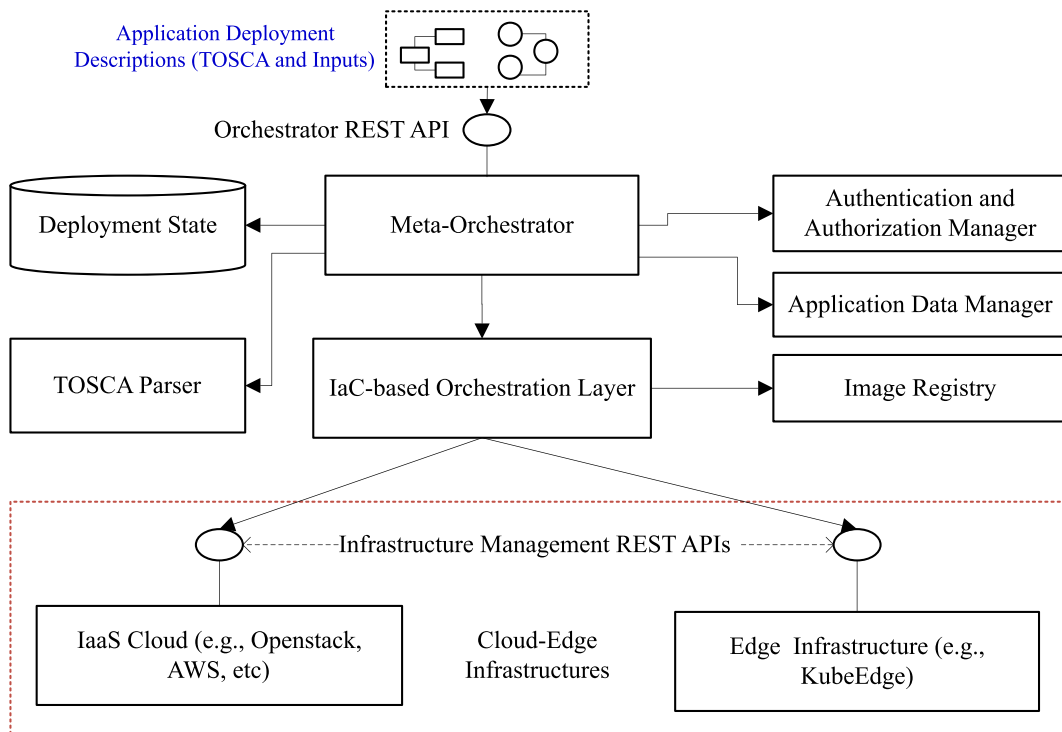 Application Deployment
Descriptions (TOSCA and Inputs)
Orchestrator REST API
Deployment State
Meta-Orchestrator
Authentication and
Authorization Manager
Application Data Manager
TOSCA Parser
IaC-based Orchestration Layer
Image Registry
Infrastructure Management REST APIs
IaaS Cloud (e.g., Openstack,
AWS, etc)
Cloud-Edge
Infrastructures
Edge Infrastructure (e.g.,
KubeEdge)